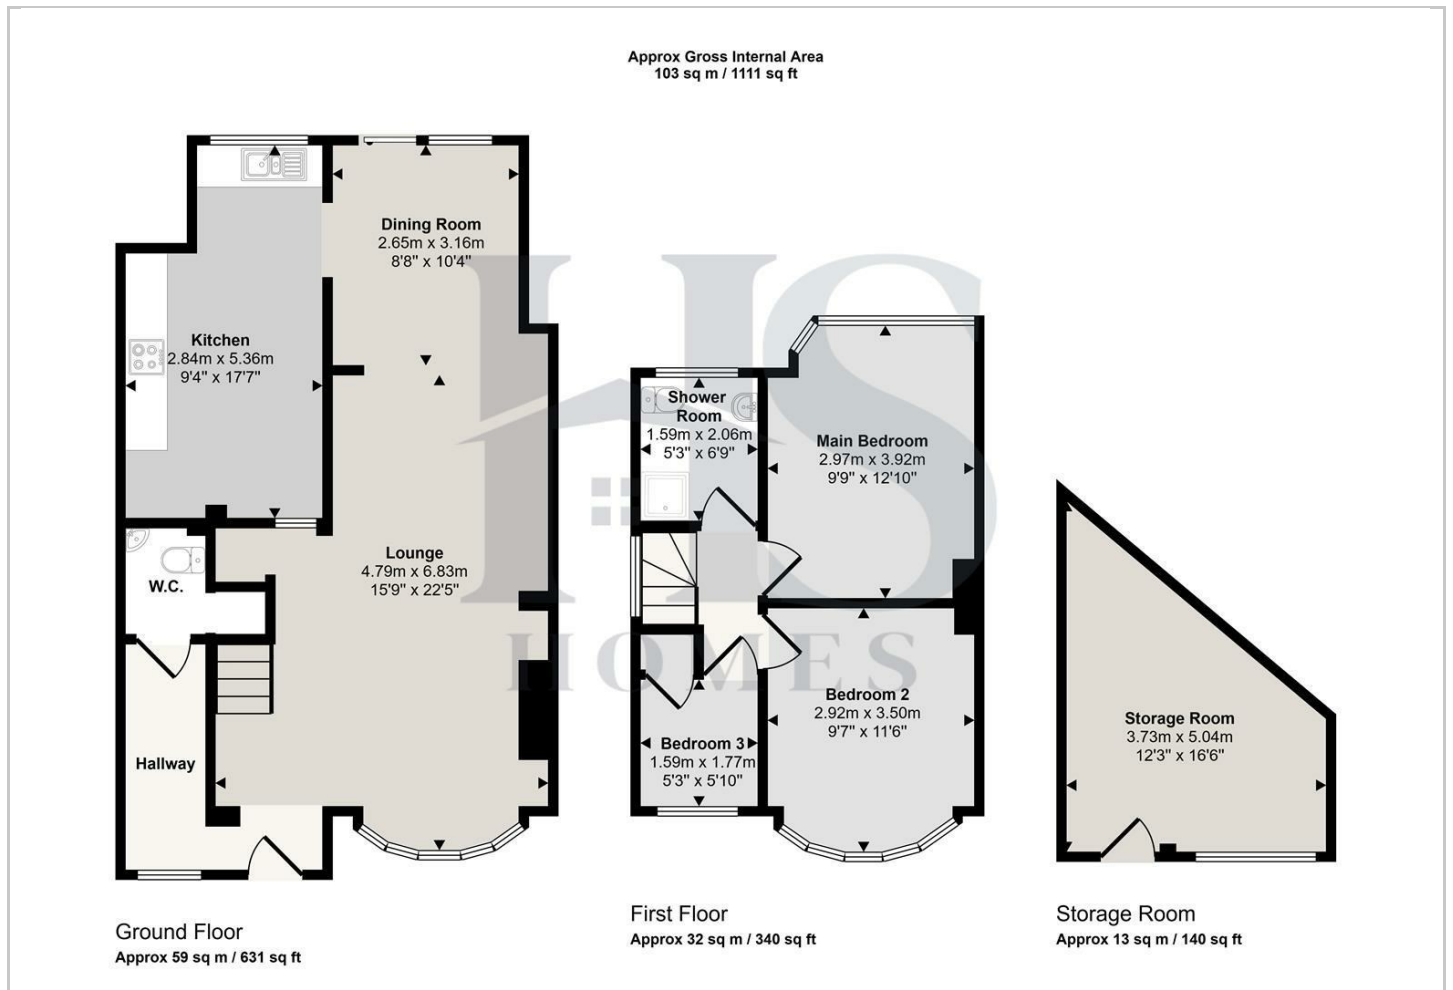 Approx Gross Internal Area
103 sq m / 1111 sq ft
Dining Room
2.65m x 3.16m
8'8" x 10'4"
Kitchen
2.84m x 5.36m
9'4" x 17'7"
Lounge
4.79m x 6.83m
15'9" x 22'5"
W.C.
Hallway
Ground Floor
Approx 59 sq m / 631 sq ft
Shower
Room
1.59m x 2.06m
5'3" x 6'9"
Main Bedroom
2.97m x 3.92m
9'9" x 12'10"
Bedroom 2
2.92m x 3.50m
9'7" x 11'6"
Bedroom 3
1.59m x 1.77m
5'3" x 5'10"
First Floor
Approx 32 sq m / 340 sq ft
Storage Room
3.73m x 5.04m
12'3" x 16'6"
Storage Room
Approx 13 sq m / 140 sq ft
HS
HOMES